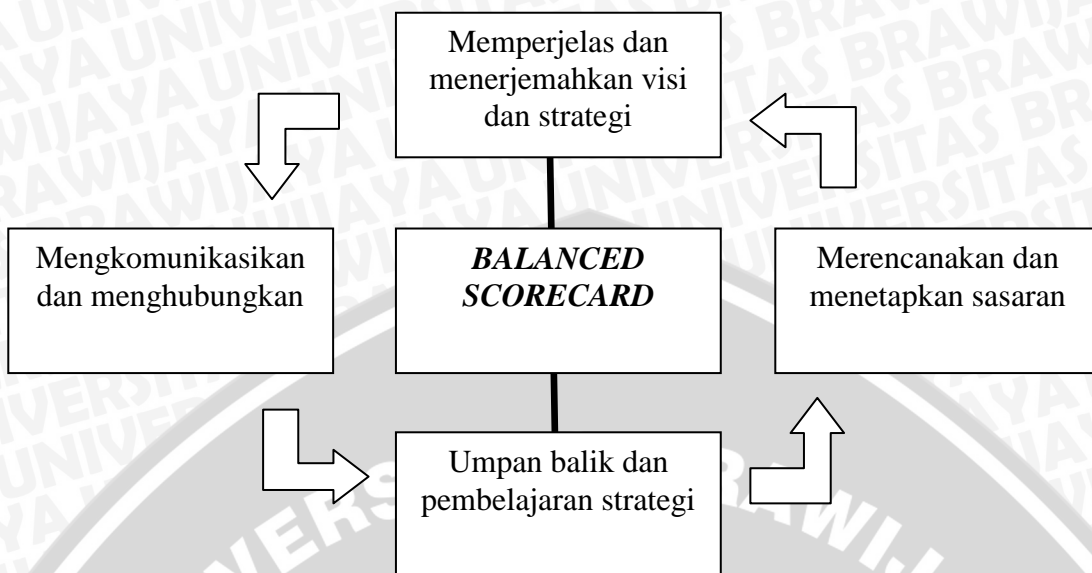 Memperjelas dan
menerjemahkan visi
dan strategi
Mengkomunikasikan
dan menghubungkan
BALANCED
SCORECARD
Merencanakan dan
menetapkan sasaran
Umpan balik dan
pembelajaran strategi